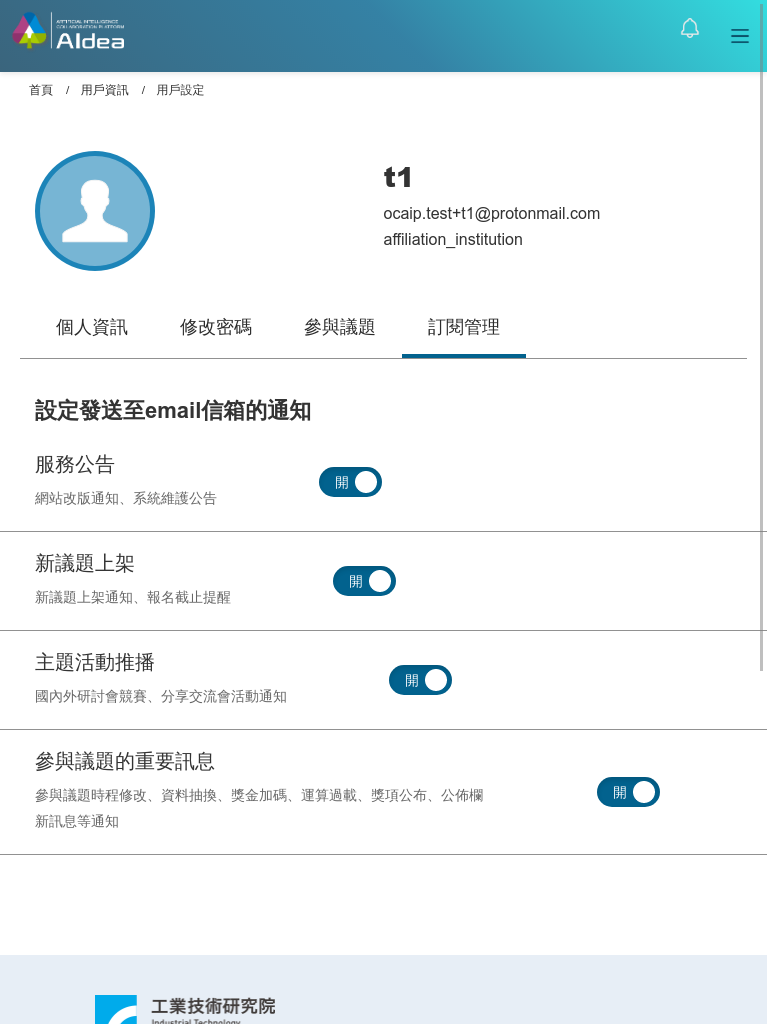 ARTIFICIAL INTELLIGENCE
COLLABORATION PLATFORM
AIdea
首頁 / 用戶資訊 / 用戶設定
t1
ocaip.test+t1@protonmail.com
affiliation_institution
個人資訊 修改密碼 參與議題 訂閱管理
設定發送至email信箱的通知
服務公告
網站改版通知、系統維護公告
開
新議題上架
新議題上架通知、報名截止提醒
開
主題活動推播
國內外研討會競賽、分享交流會活動通知
開
參與議題的重要訊息
參與議題時程修改、資料抽換、獎金加碼、運算過載、獎項公布、公佈欄
新訊息等通知
開
工業技術研究院
Industrial Technology